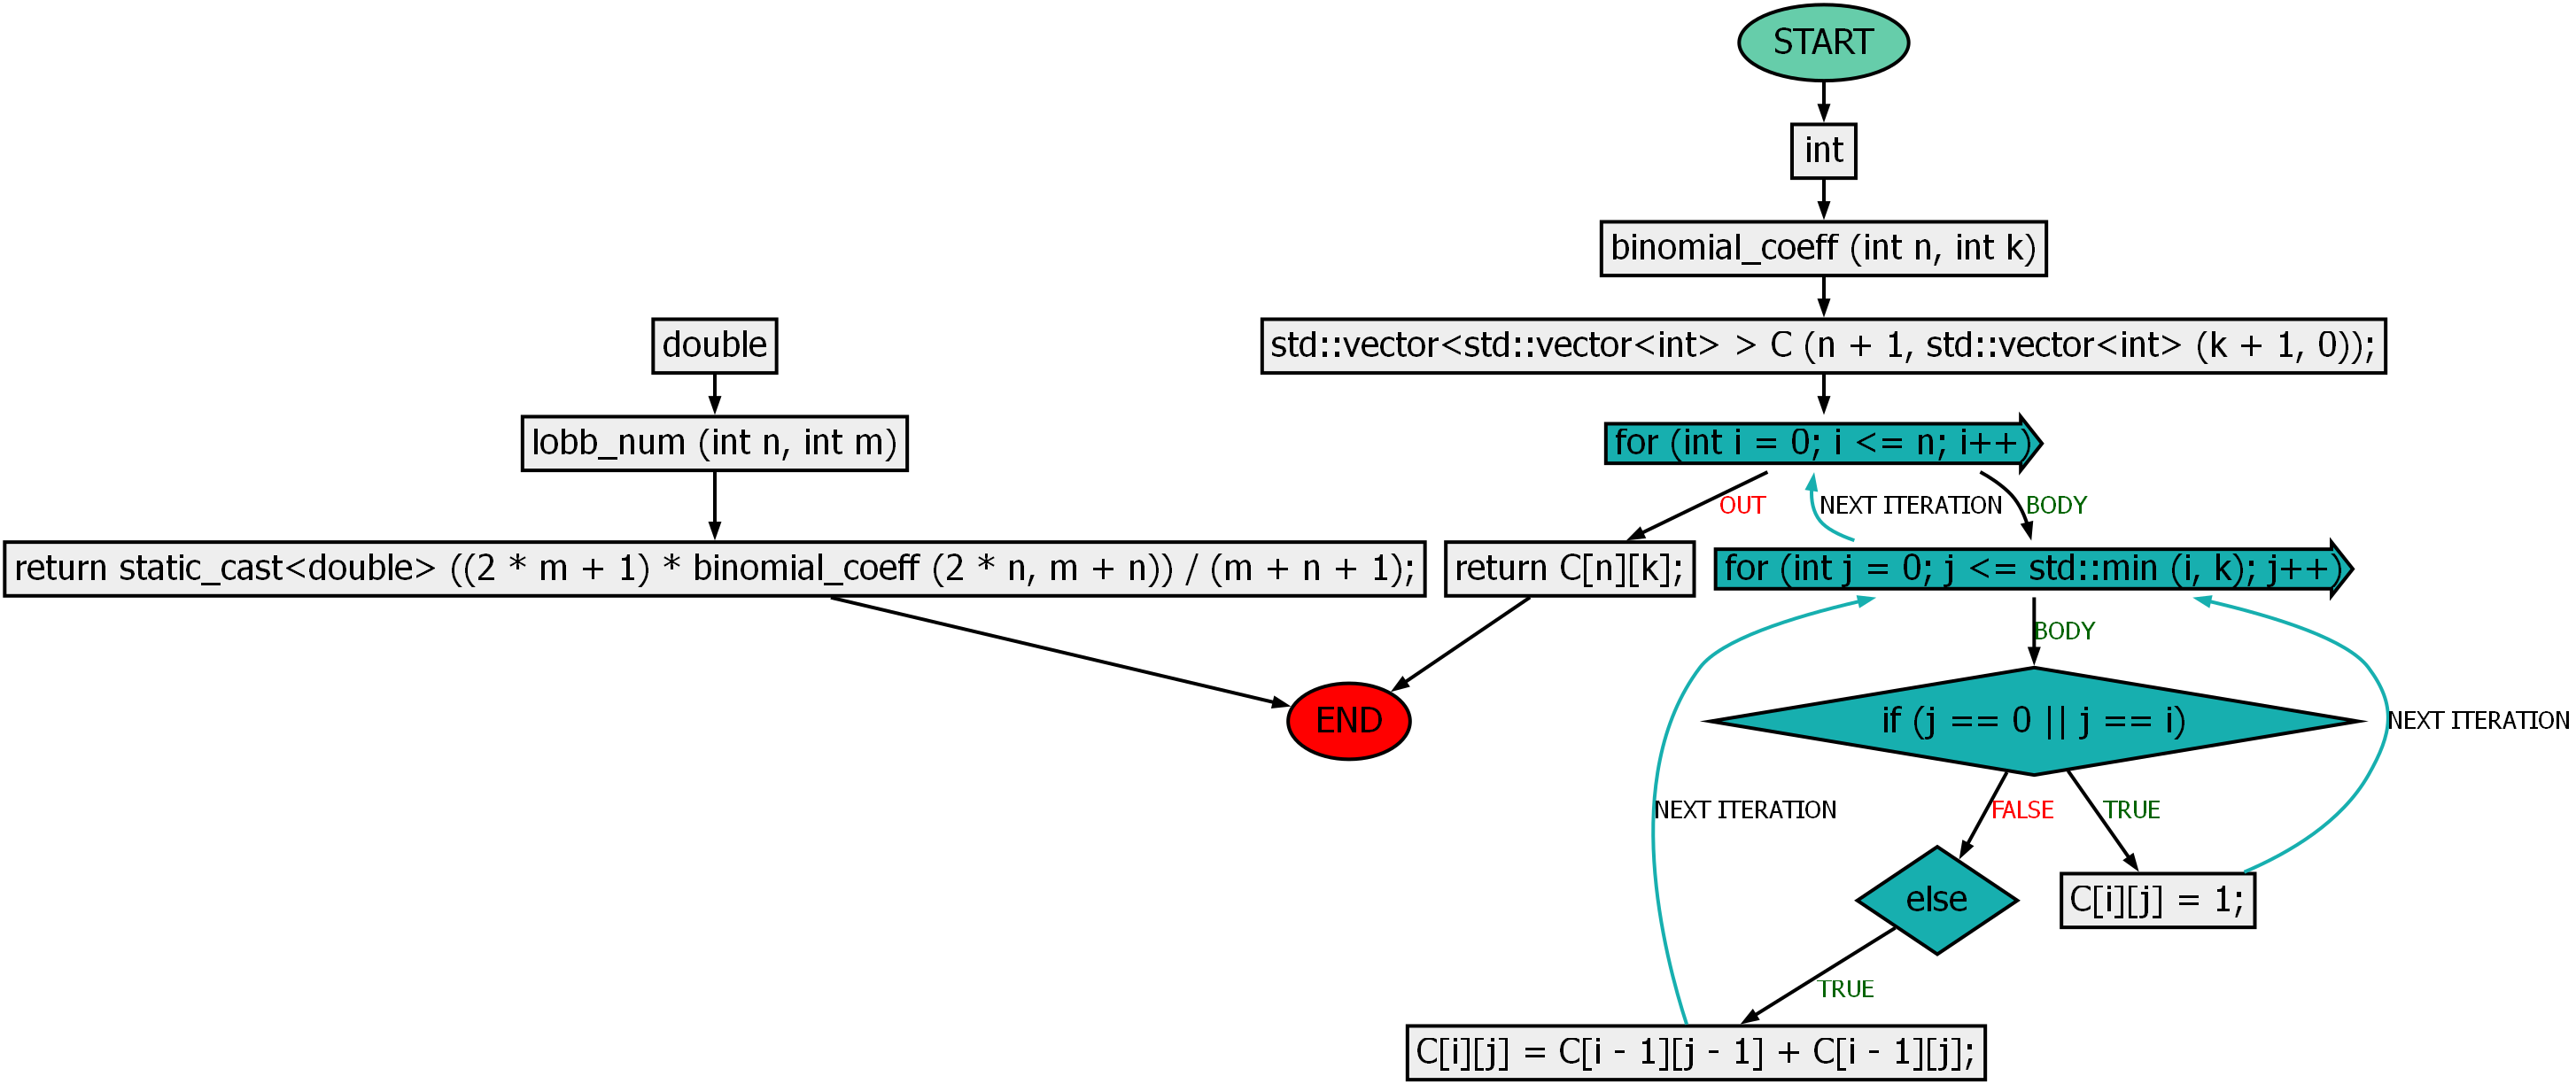 START
int
binomial_coeff (int n, int k)
std::vector<std::vector<int> > C (n + 1, std::vector<int> (k + 1, 0));
double
lobb_num (int n, int m)
for (int i = 0; i <= n; i++)
OUT
NEXT ITERATION
BODY
return static_cast<double> ((2 * m + 1) * binomial_coeff (2 * n, m + n)) / (m + n + 1);
return C[n][k];
for (int j = 0; j <= std::min (i, k); j++)
BODY
END
if (j == 0 || j == i)
NEXT ITERATION
NEXT ITERATION
FALSE
TRUE
else
C[i][j] = 1;
TRUE
C[i][j] = C[i - 1][j - 1] + C[i - 1][j];